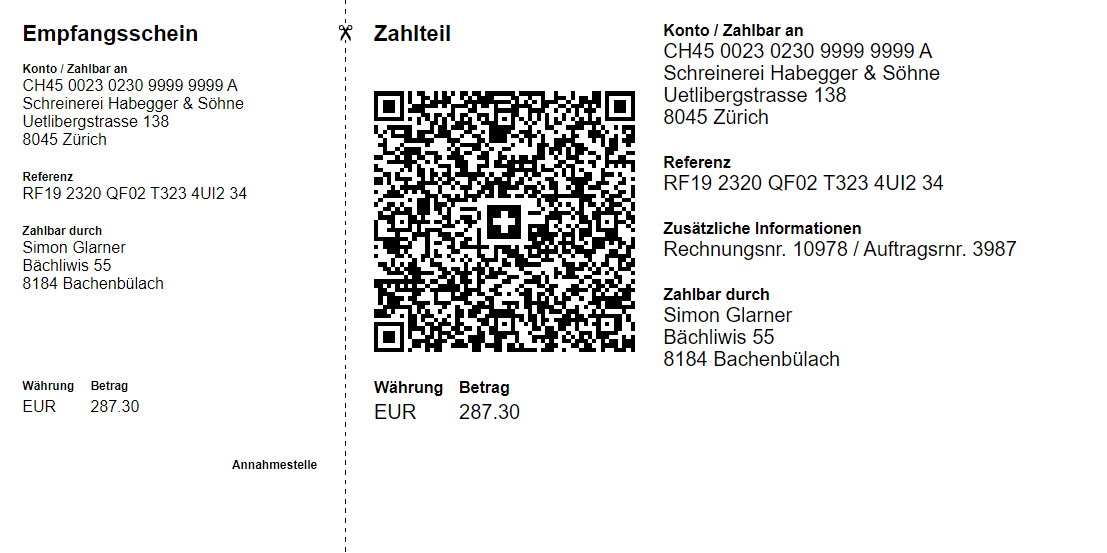 Empfangsschein
Konto / Zahlbar an
CH45 0023 0230 9999 9999 A
Schreinerei Habegger & Söhne
Uetlibergstrasse 138
8045 Zürich
Referenz
RF19 2320 QF02 T323 4UI2 34
Zahlbar durch
Simon Glarner
Bächliwis 55
8184 Bachenbülach
Währung Betrag
EUR 287.30
Annahmestelle
Zahlteil
Währung Betrag
EUR 287.30
Konto / Zahlbar an
CH45 0023 0230 9999 9999 A
Schreinerei Habegger & Söhne
Uetlibergstrasse 138
8045 Zürich
Referenz
RF19 2320 QF02 T323 4UI2 34
Zusätzliche Informationen
Rechnungsnr. 10978 / Auftragsrnr. 3987
Zahlbar durch
Simon Glarner
Bächliwis 55
8184 Bachenbülach